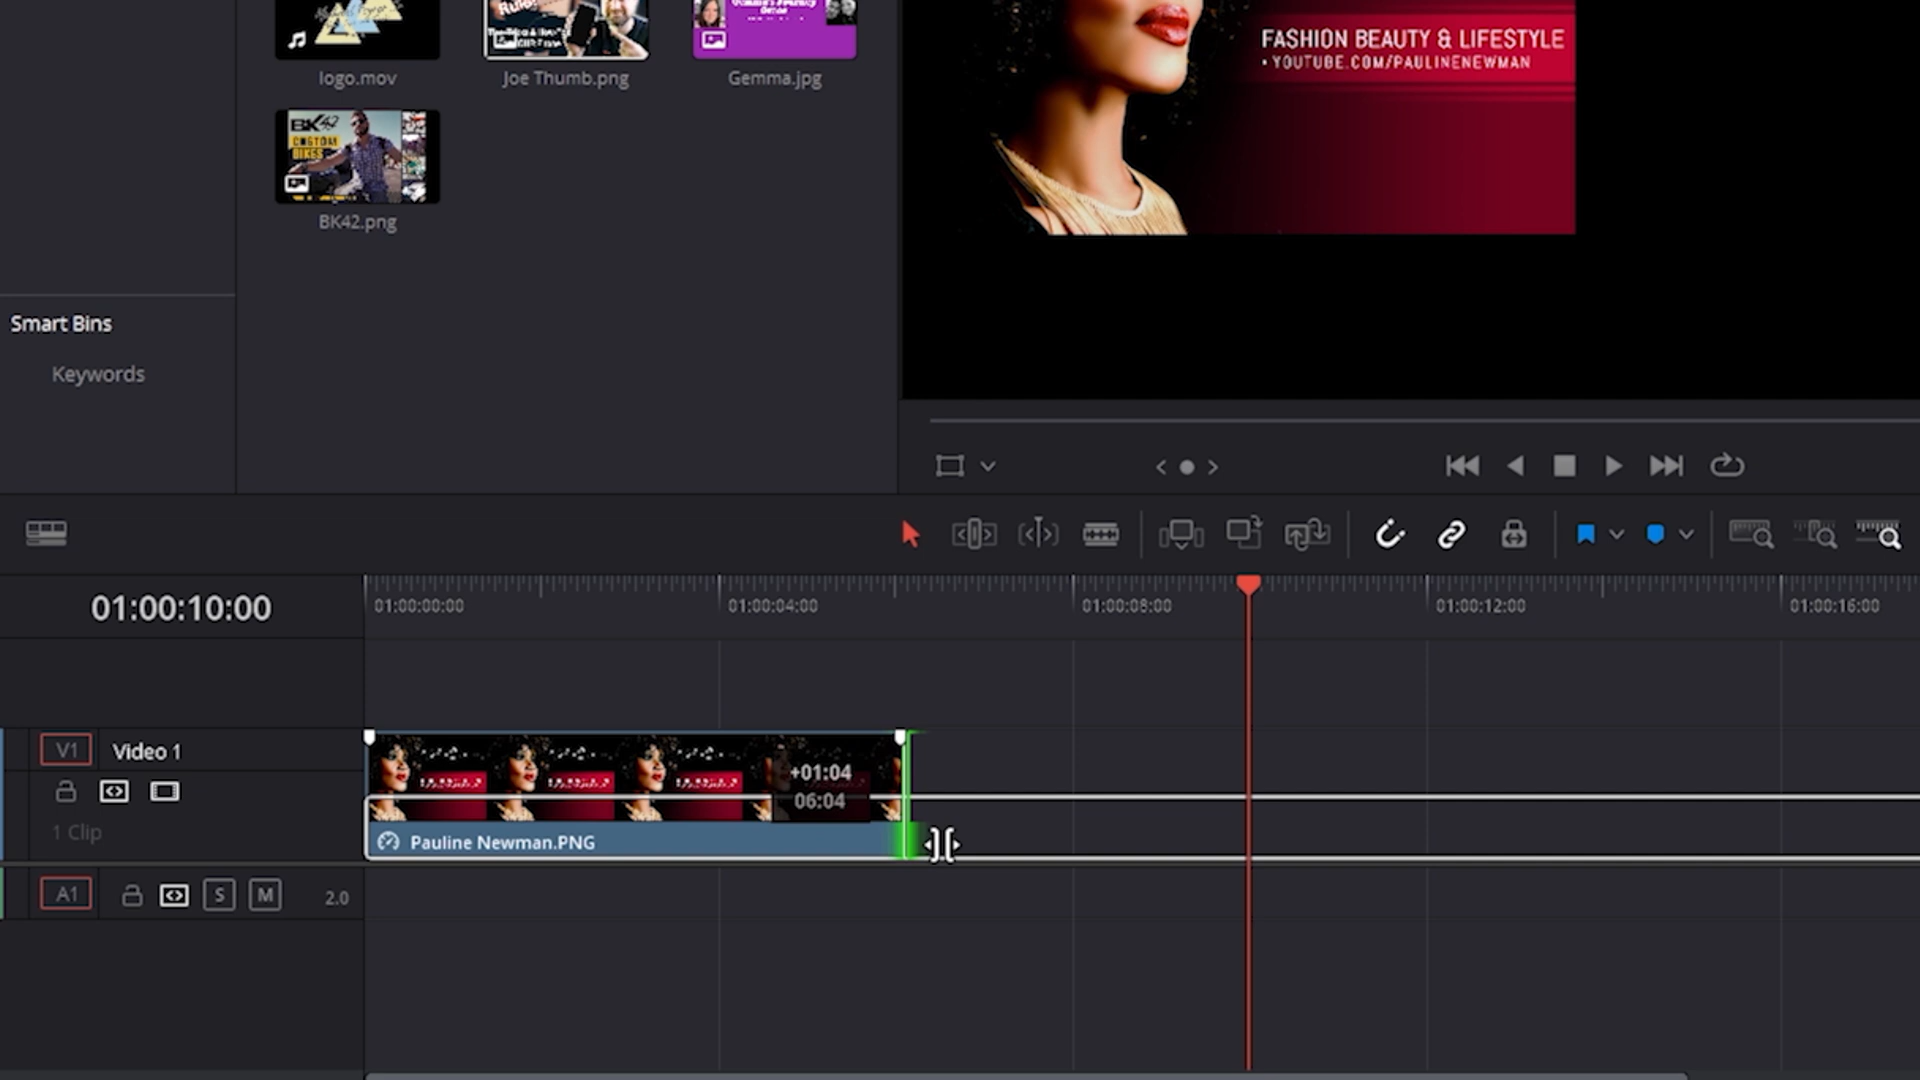 logo.mov
Joe Thumb.png
Gemma.jpg
FASHION BEAUTY & LIFESTYLE
• YOUTUBE.COM/PAULINENEWMAN
BK42
CUSTOM
BIKES
BK42.png
Smart Bins
Keywords
01:00:10:00
01:00:00:00
01:00:04:00
01:00:08:00
01:00:12:00
01:00:16:00
V1
Video 1
1 Clip
+01:04
06:04
Pauline Newman.PNG
A1
S
M
2.0